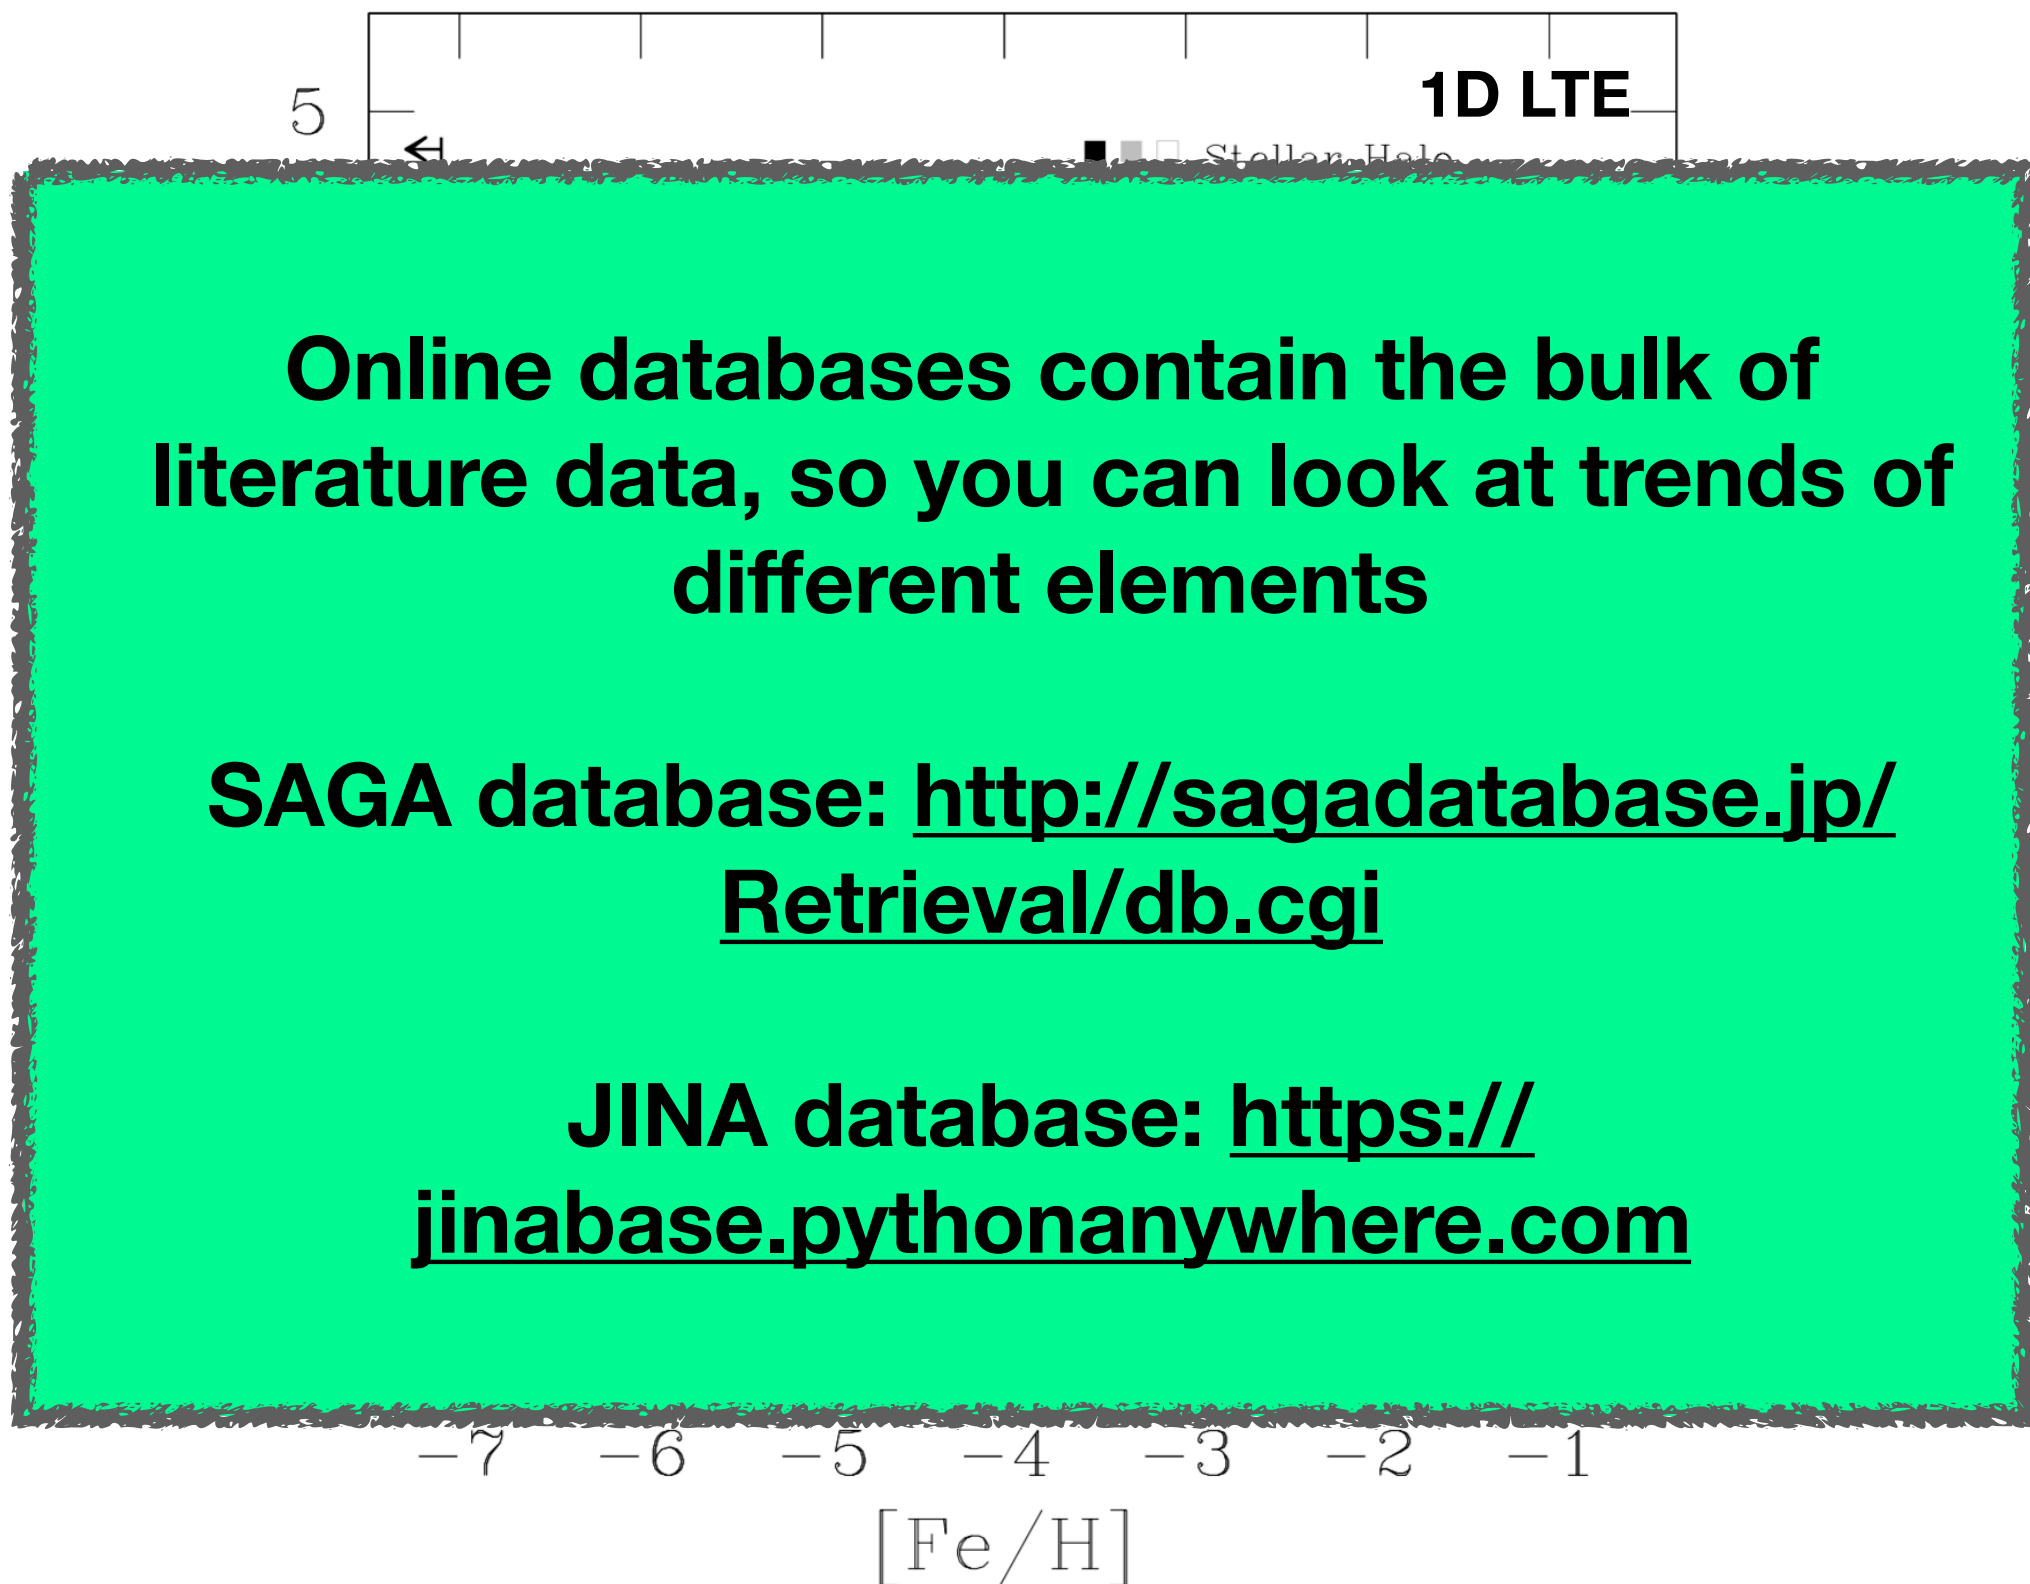 1D LTE
5
Stellar Halo
Online databases contain the bulk of
literature data, so you can look at trends of
different elements
SAGA database: http://sagadatabase.jp/
Retrieval/db.cgi
JINA database: https://
jinabase.pythonanywhere.com
−7 −6 −5 −4 −3 −2 −1
[Fe/H]